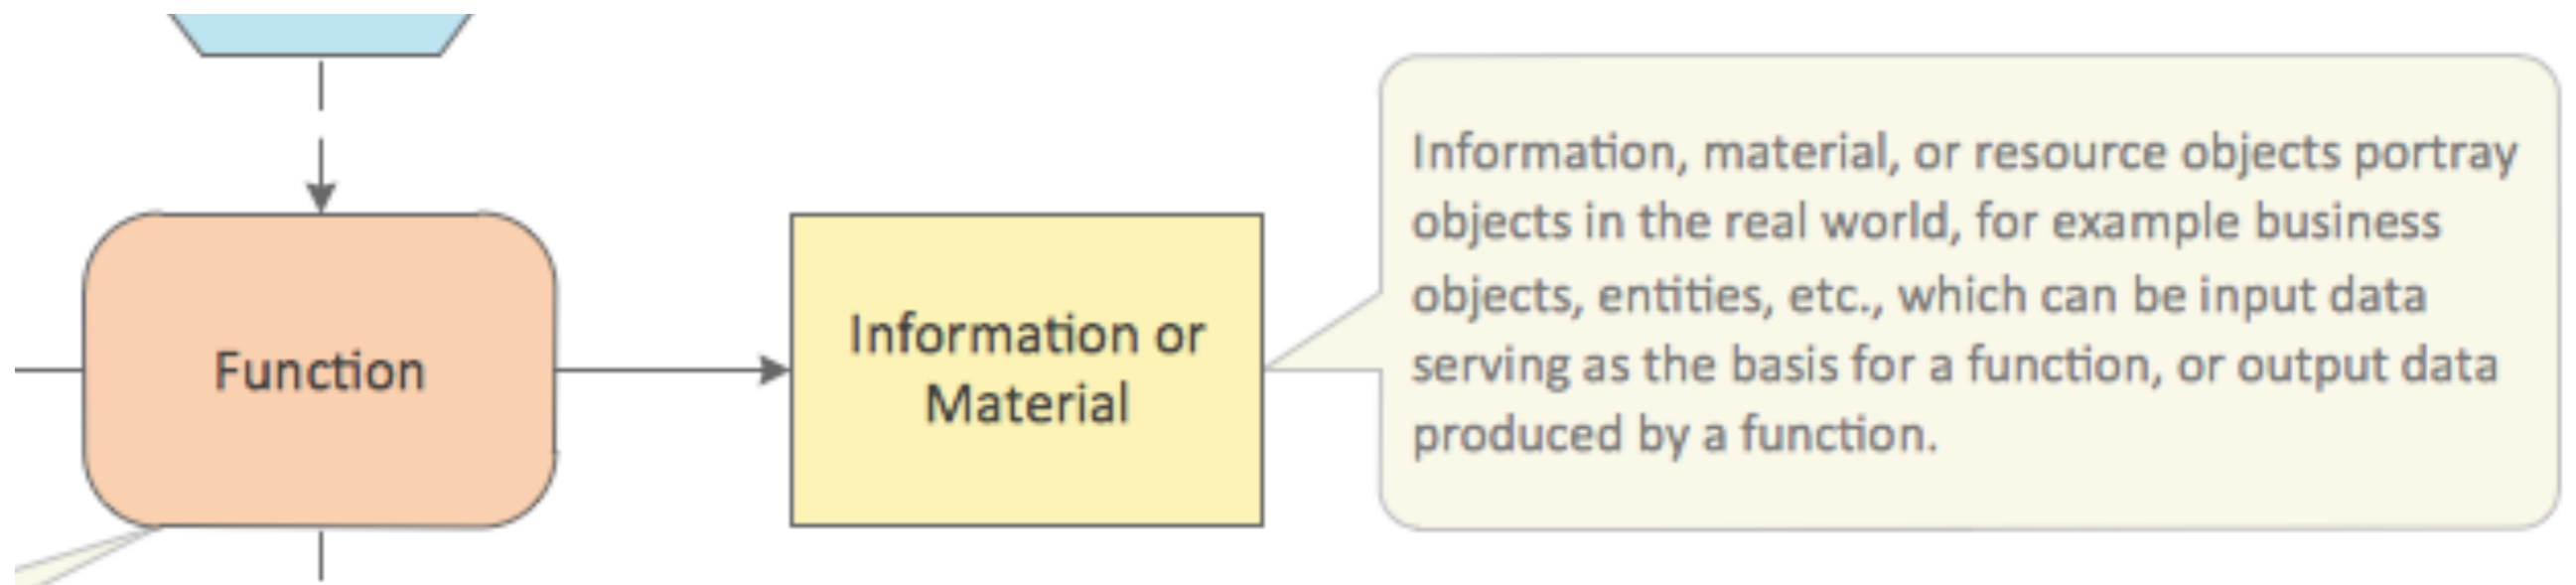 Function
Information or
Material
Information, material, or resource objects portray
objects in the real world, for example business
objects, entities, etc., which can be input data
serving as the basis for a function, or output data
produced by a function.